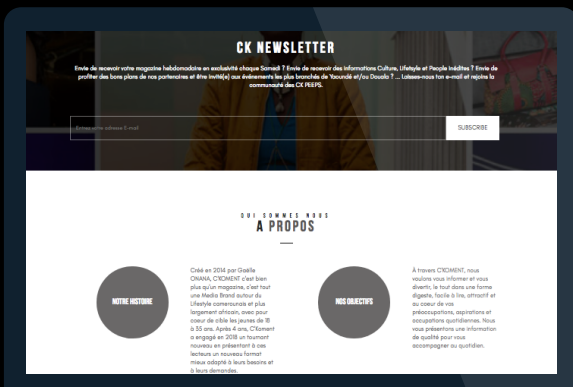 CK NEWSLETTER
Envie de recevoir votre magazine hebdomadaire en exclusivité chaque Samedi ? Envie de recevoir des informations Culture, Lifestyle et People Inédites ? Envie de
profiter des bons plans de nos partenaires et être invité(e) aux évènements les plus branchés de Yaoundé et/ou Douala ? ... Laissez-nous ton e-mail et rejoins la
communauté des CK PEEPS.
Entrez votre adresse E-mail
SUBSCRIBE
QUI SOMMES NOUS
A PROPOS
NOTRE HISTOIRE
Créé en 2014 par Gaëlle
ONANA, CKOMENT c'est bien
plus qu'un magazine, c'est tout
une Media Brand autour du
Lifestyle camerounais et plus
largement africain, avec pour
coeur de cible les jeunes de 18
à 35 ans. Après 4 ans, C'Koment
a engagé en 2018 un tournant
nouveau en présentant à ces
lecteurs un nouveau format
mieux adapté à leurs besoins et
à leurs demandes.
NOS OBJECTIFS
À travers C'KOMENT, nous
voulons vous informer et vous
divertir, le tout dans une forme
digeste, facile à lire, attractif et
au coeur de vos
préoccupations, aspirations et
occupations quotidiennes. Nous
vous présentons une information
de qualité pour vous
accompagner au quotidien.